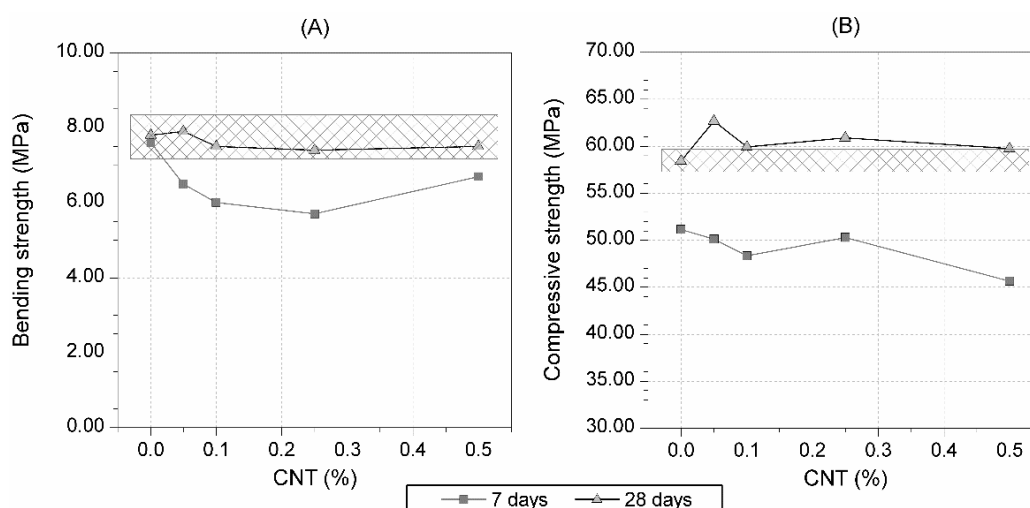 (A)
Bending strength (MPa)
10.00
8.00
6.00
4.00
2.00
0.00
0.0 0.1 0.2 0.3 0.4 0.5
CNT (%)
(B)
Compressive strength (MPa)
70.00
65.00
60.00
55.00
50.00
45.00
40.00
35.00
30.00
0.0 0.1 0.2 0.3 0.4 0.5
CNT (%)
7 days 28 days